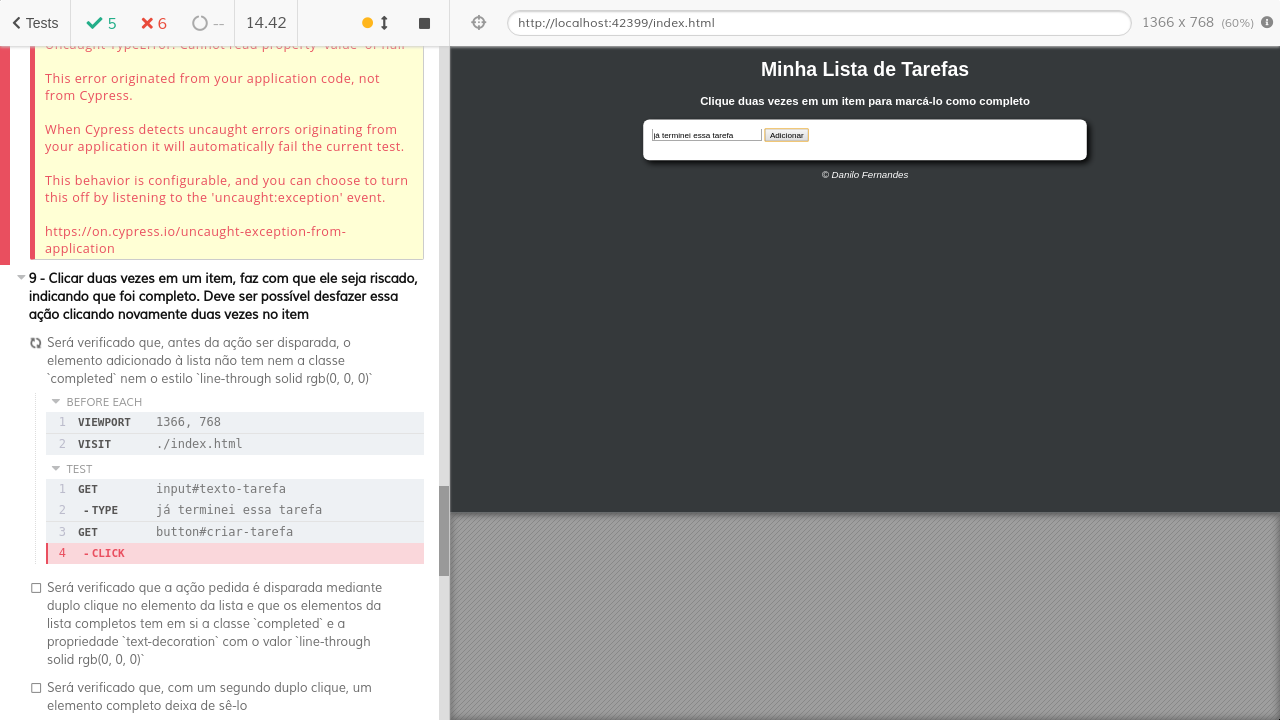 Tests
5
6
--
14.42
http://localhost:42399/index.html
1366 x 768 (60%)
Uncaught TypeError: Cannot read property 'value' of null
This error originated from your application code, not
from Cypress.
When Cypress detects uncaught errors originating from
your application it will automatically fail the current test.
This behavior is configurable, and you can choose to turn
this off by listening to the 'uncaught:exception' event.
https://on.cypress.io/uncaught-exception-from-
application
9 - Clicar duas vezes em um item, faz com que ele seja riscado,
indicando que foi completo. Deve ser possível desfazer essa
ação clicando novamente duas vezes no item
Será verificado que, antes da ação ser disparada, o
elemento adicionado à lista não tem nem a classe
`completed` nem o estilo `line-through solid rgb(0, 0, 0)`
BEFORE EACH
1 VIEWPORT 1366, 768
2 VISIT ./index.html
TEST
1 GET input#texto-tarefa
2 - TYPE já terminei essa tarefa
3 GET button#criar-tarefa
4 - CLICK
Será verificado que a ação pedida é disparada mediante
duplo clique no elemento da lista e que os elementos da
lista completos tem em si a classe `completed` e a
propriedade `text-decoration` com o valor `line-through
solid rgb(0, 0, 0)`
Será verificado que, com um segundo duplo clique, um
elemento completo deixa de sê-lo
Minha Lista de Tarefas
Clique duas vezes em um item para marcá-lo como completo
já terminei essa tarefa Adicionar
© Danilo Fernandes